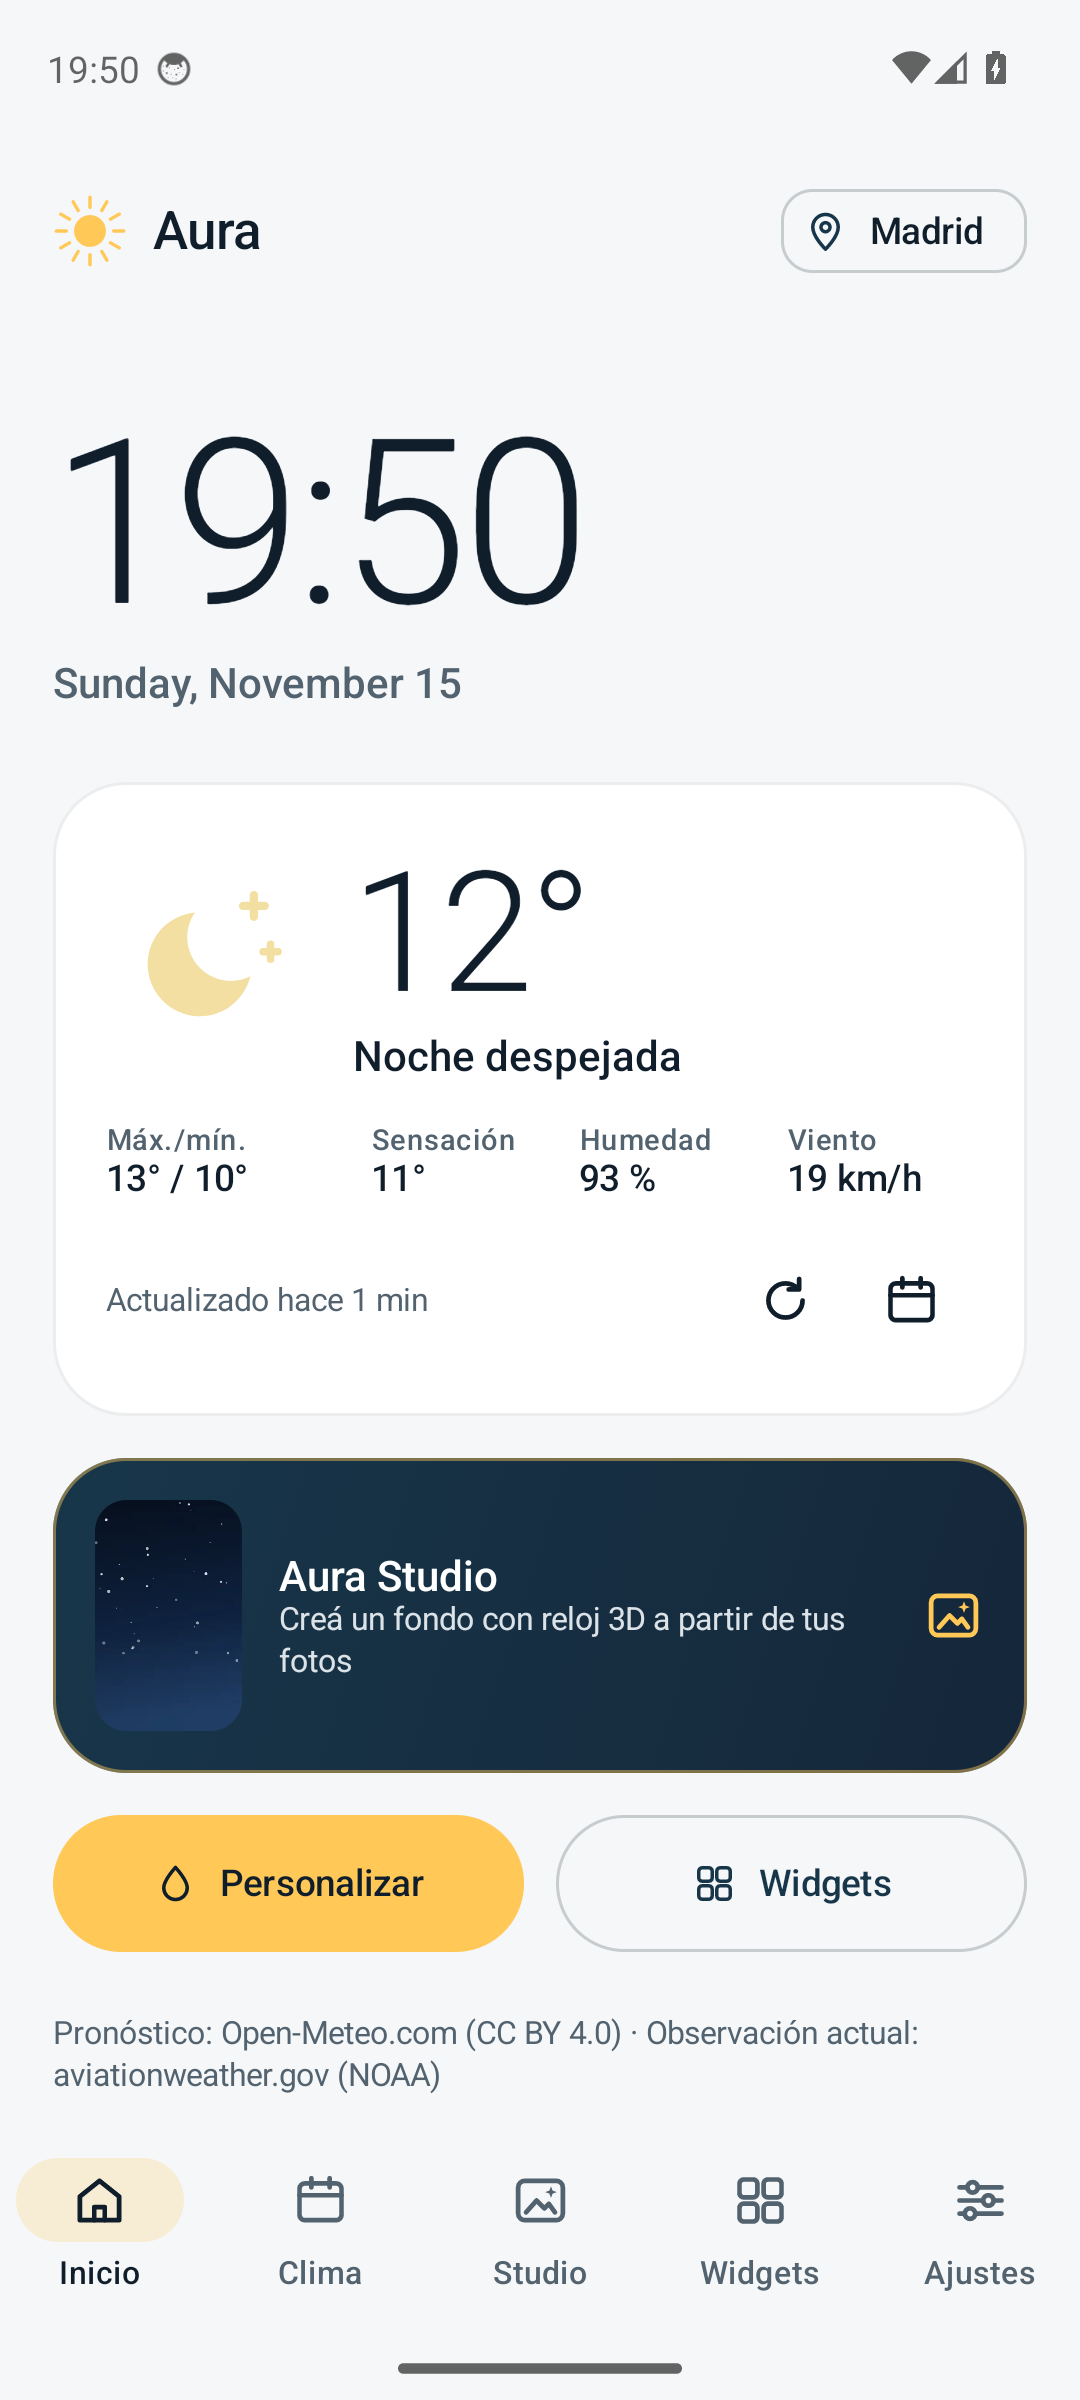 19:50
Aura
Madrid
19:50
Sunday, November 15
12°
Noche despejada
Máx./mín. Sensación Humedad Viento
13° / 10° 11° 93 % 19 km/h
Actualizado hace 1 min
Aura Studio
Creá un fondo con reloj 3D a partir de tus
fotos
Personalizar Widgets
Pronóstico: Open-Meteo.com (CC BY 4.0) · Observación actual:
aviationweather.gov (NOAA)
Inicio Clima Studio Widgets Ajustes